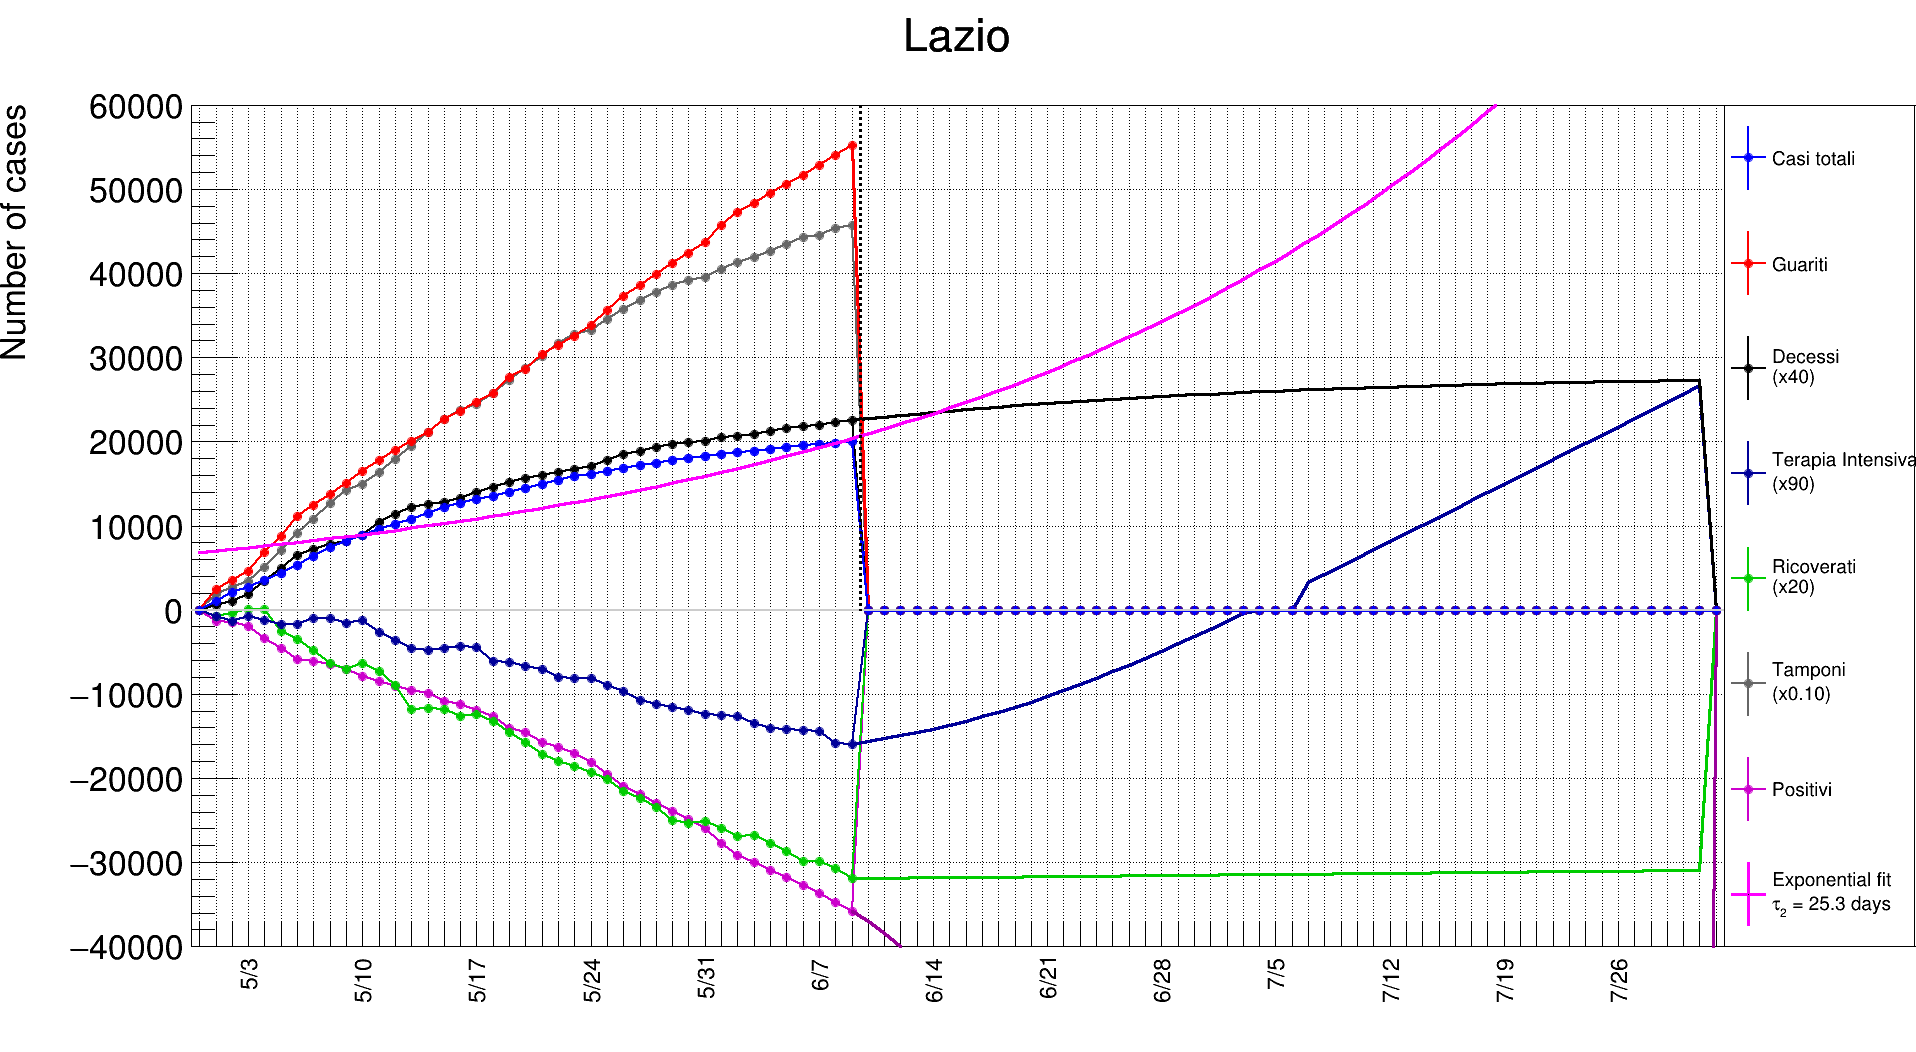 Lazio
Number of cases
60000
50000
40000
30000
20000
10000
0
−10000
−20000
−30000
−40000
5/3
5/10
5/17
5/24
5/31
6/7
6/14
6/21
6/28
7/5
7/12
7/19
7/26
Casi totali
Guariti
Decessi
(x40)
Terapia Intensiva
(x90)
Ricoverati
(x20)
Tamponi
(x0.10)
Positivi
Exponential fit
τ2 = 25.3 days